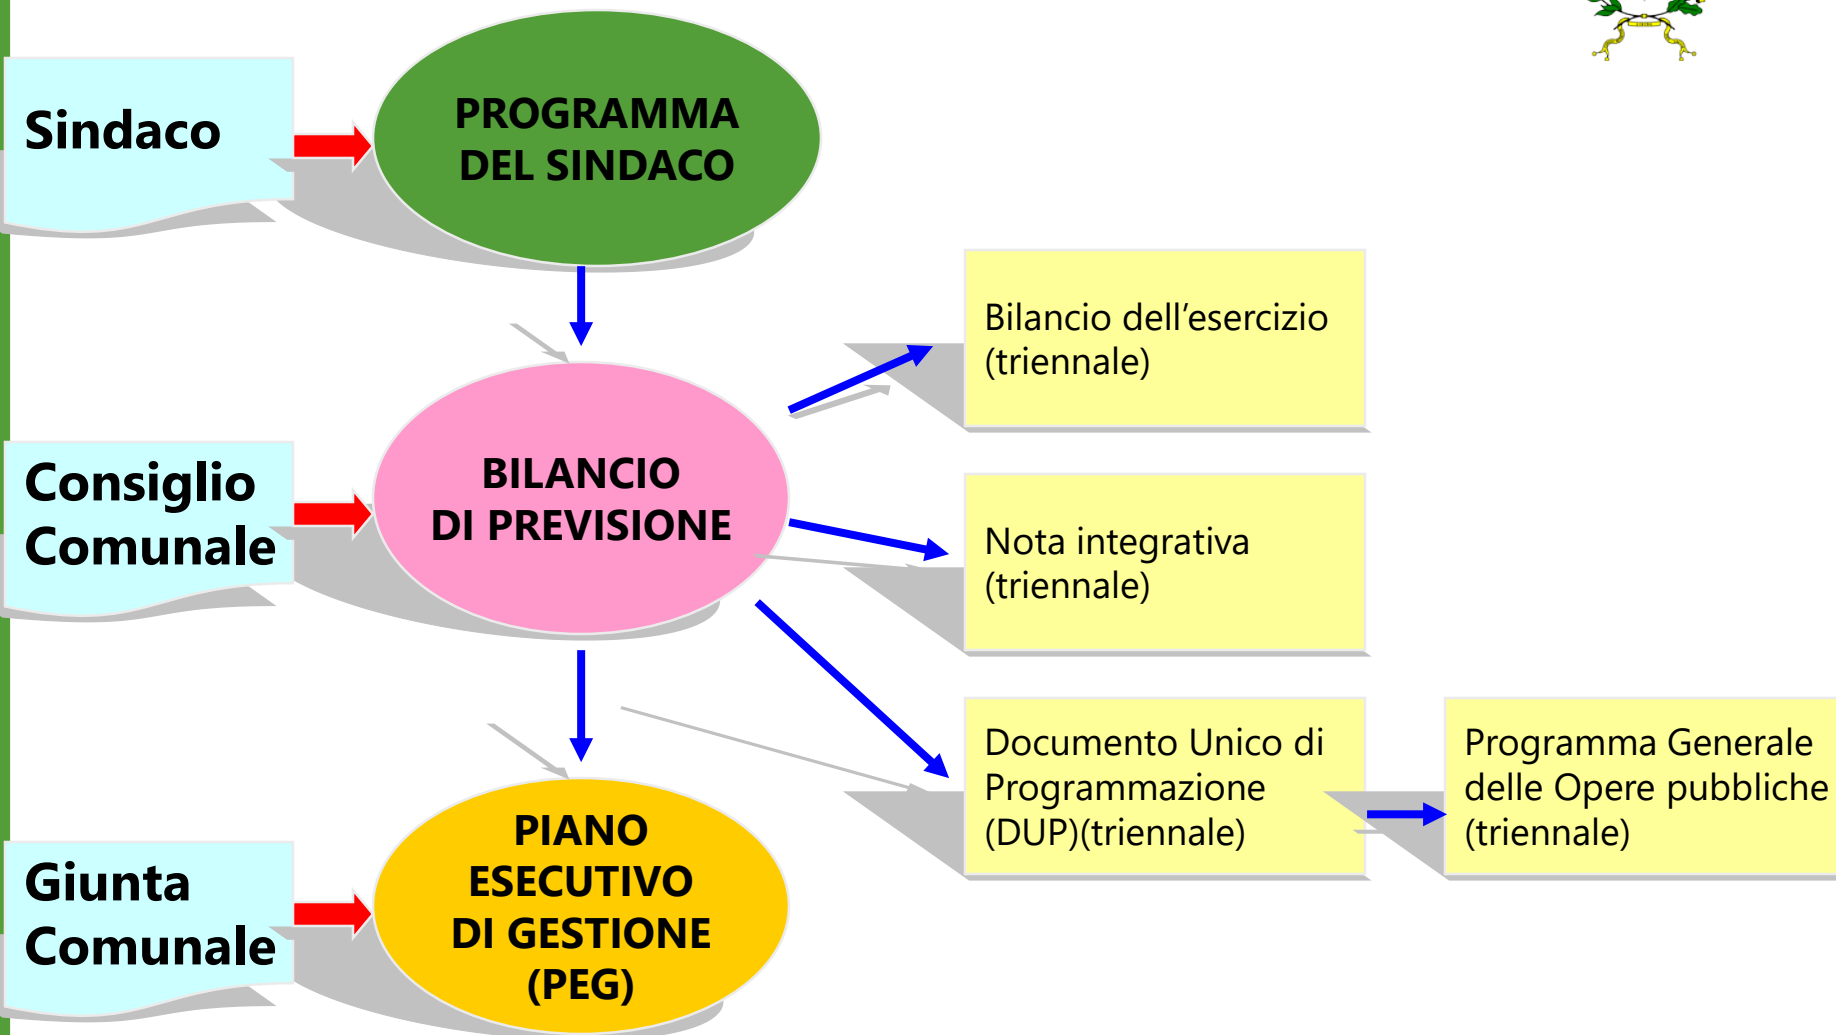 Sindaco
PROGRAMMA
DEL SINDACO
Bilancio dell’esercizio
(triennale)
Consiglio
Comunale
BILANCIO
DI PREVISIONE
Nota integrativa
(triennale)
Documento Unico di
Programmazione
(DUP)(triennale)
Programma Generale
delle Opere pubbliche
(triennale)
Giunta
Comunale
PIANO
ESECUTIVO
DI GESTIONE
(PEG)